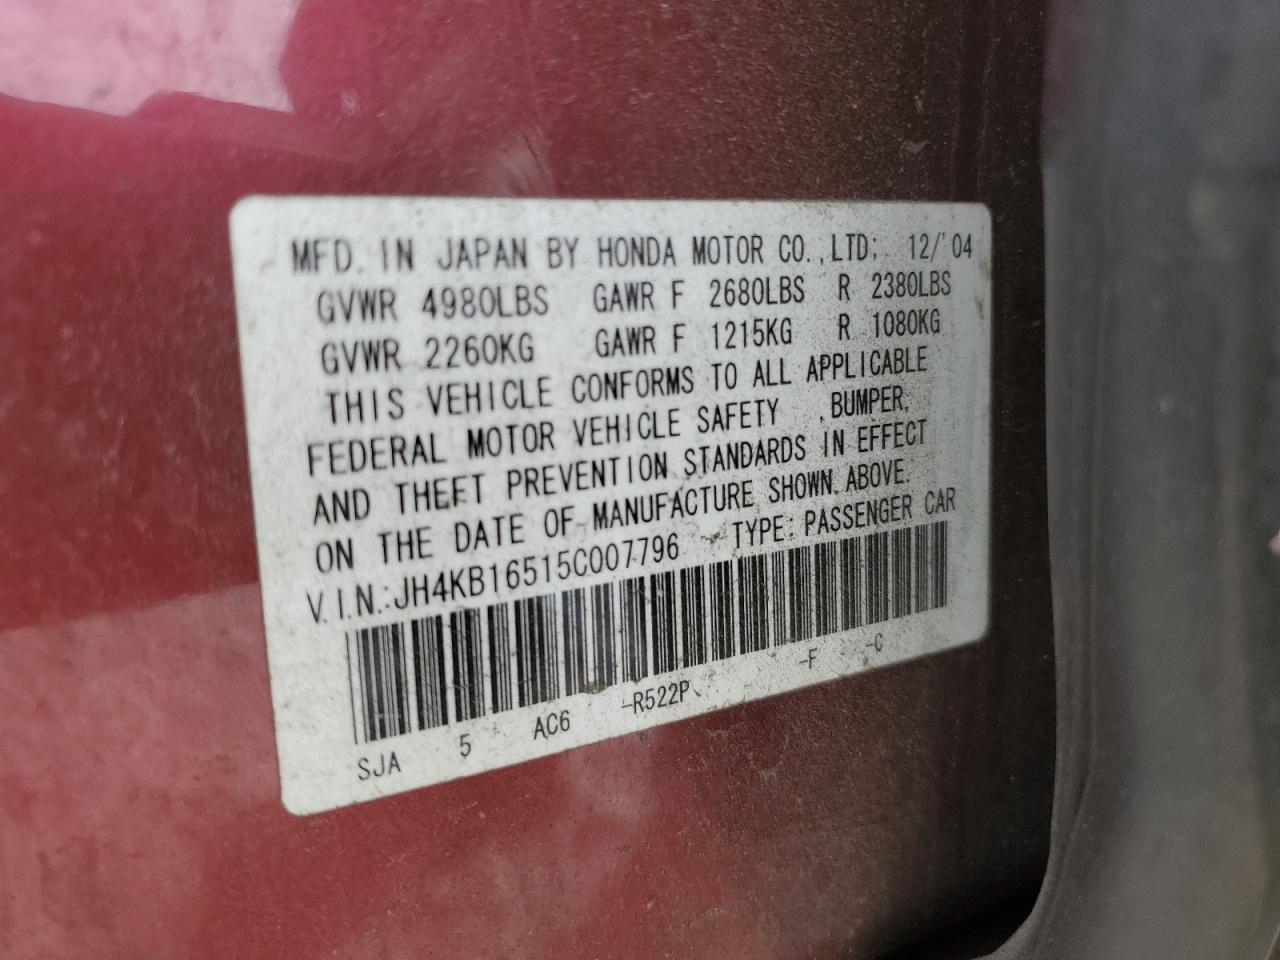 MFD. IN JAPAN BY HONDA MOTOR CO.,LTD; 12/'04
GVWR 4980LBS GAWR F 2680LBS R 2380LBS
GVWR 2260KG GAWR F 1215KG R 1080KG
THIS VEHICLE CONFORMS TO ALL APPLICABLE
FEDERAL MOTOR VEHICLE SAFETY ,BUMPER,
AND THEFT PREVENTION STANDARDS IN EFFECT
ON THE DATE OF MANUFACTURE SHOWN ABOVE.
V.I.N.:JH4KB16515C007796 TYPE: PASSENGER CAR
SJA 5 AC6 -R522P -F -C